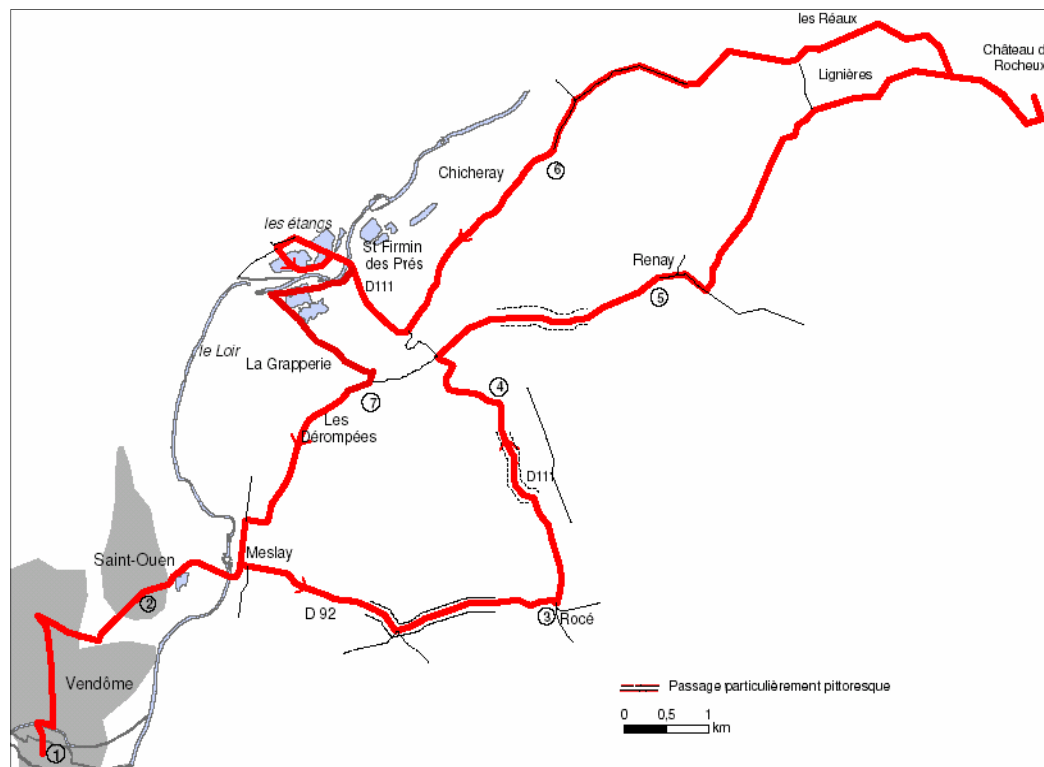 les Réaux
Château d
Rocheux
Lignières
Chicheray
6
les étangs
St Firmin
des Prés
D111
Renay
5
le Loir
La Grapperie
7
4
Les
Dérompées
D111
Saint-Ouen
Meslay
2
D 92
3
Rocé
Vendôme
1
Passage particulièrement pittoresque
0 0,5 1
km